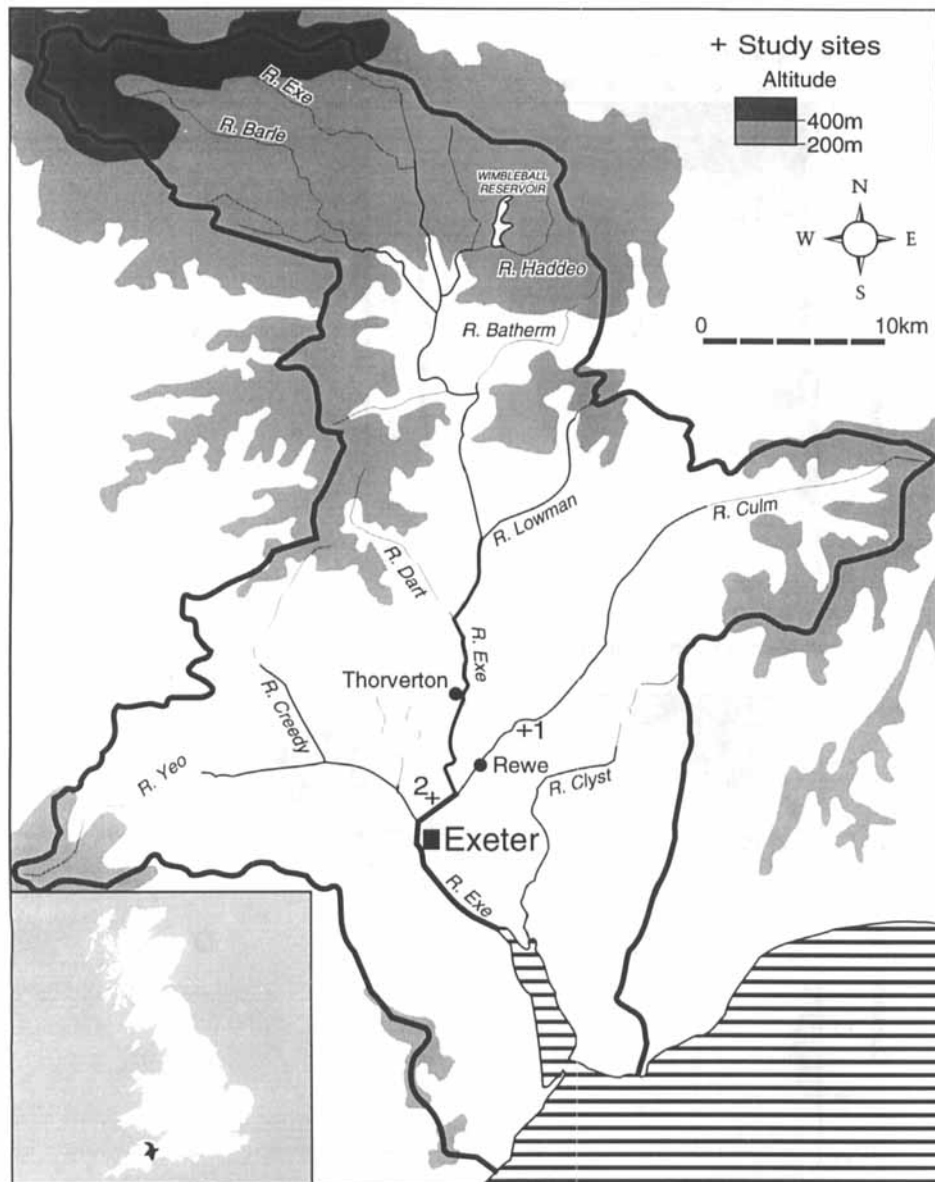 + Study sites
Altitude
400m
200m
N
W E
S
0 10km
R. Exe
R. Barle
WIMBLEBALL
RESERVOIR
R. Haddeo
R. Batherm
R. Lowman
R. Culm
R. Dart
R. Exe
Thorverton
R. Creedy
+1
Rewe
R. Yeo
R. Clyst
2+
Exeter
R. Exe